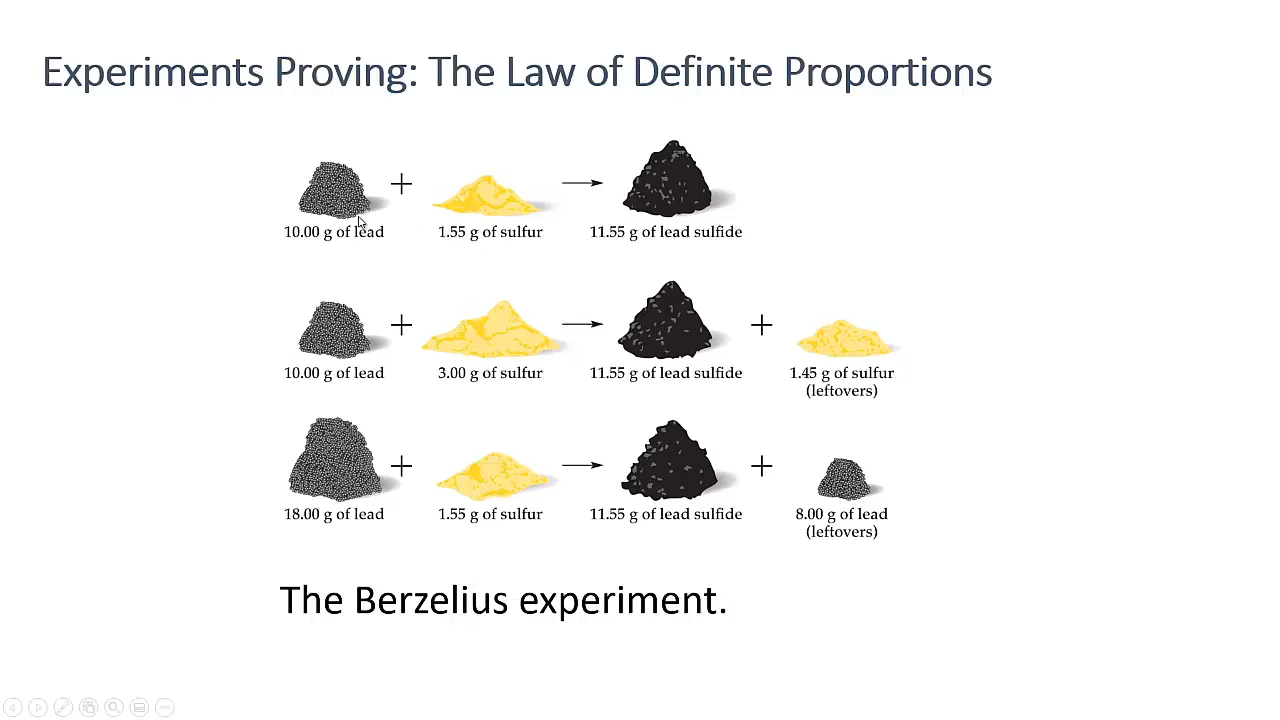 Experiments Proving: The Law of Definite Proportions
+
10.00 g of lead 1.55 g of sulfur 11.55 g of lead sulfide
+ +
10.00 g of lead 3.00 g of sulfur 11.55 g of lead sulfide 1.45 g of sulfur
(leftovers)
+ +
18.00 g of lead 1.55 g of sulfur 11.55 g of lead sulfide 8.00 g of lead
(leftovers)
The Berzelius experiment.